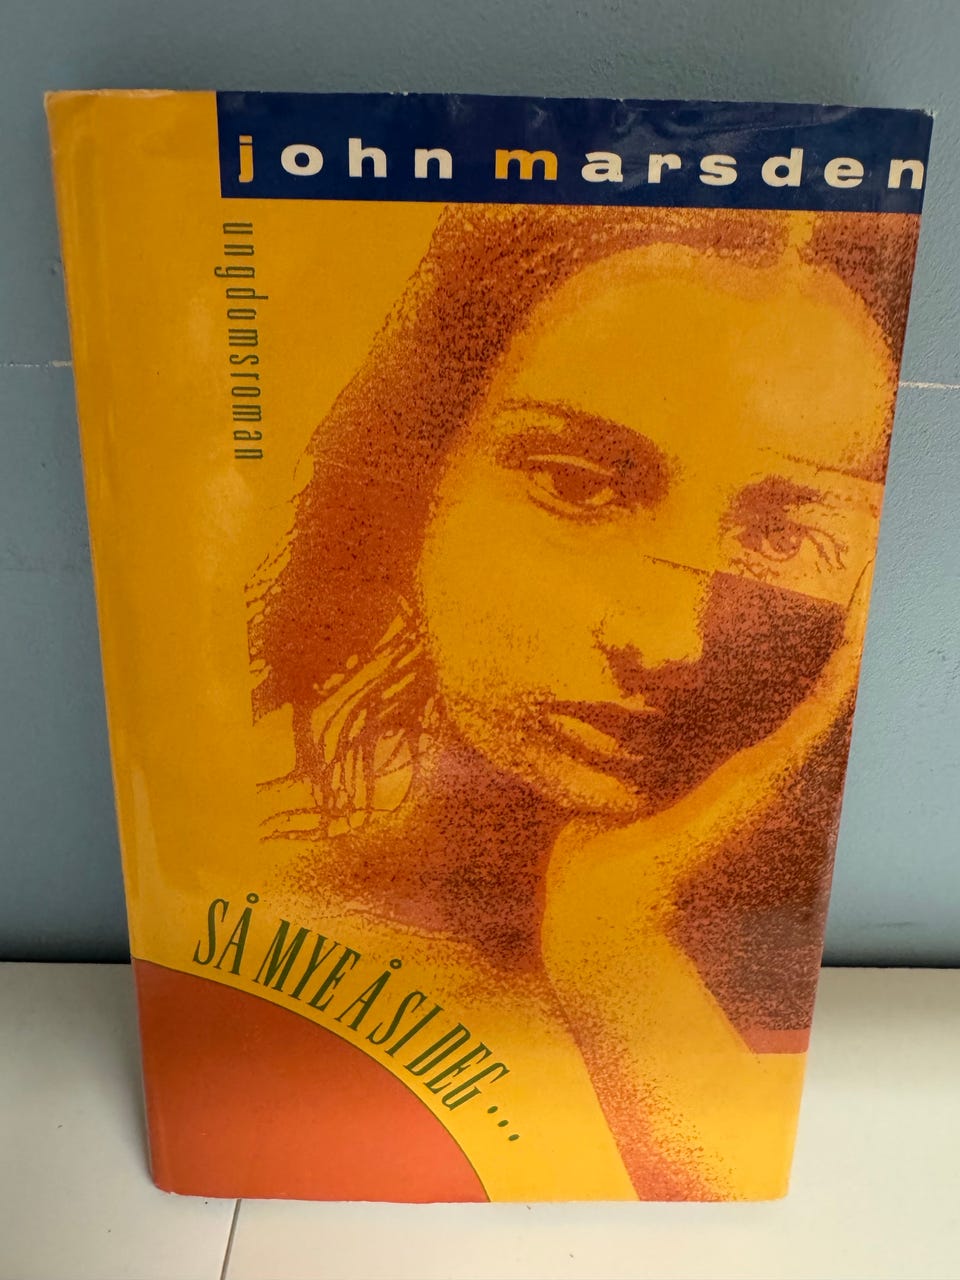 john marsden
ungdomsroman
SÅ MYE Å SI DEG...